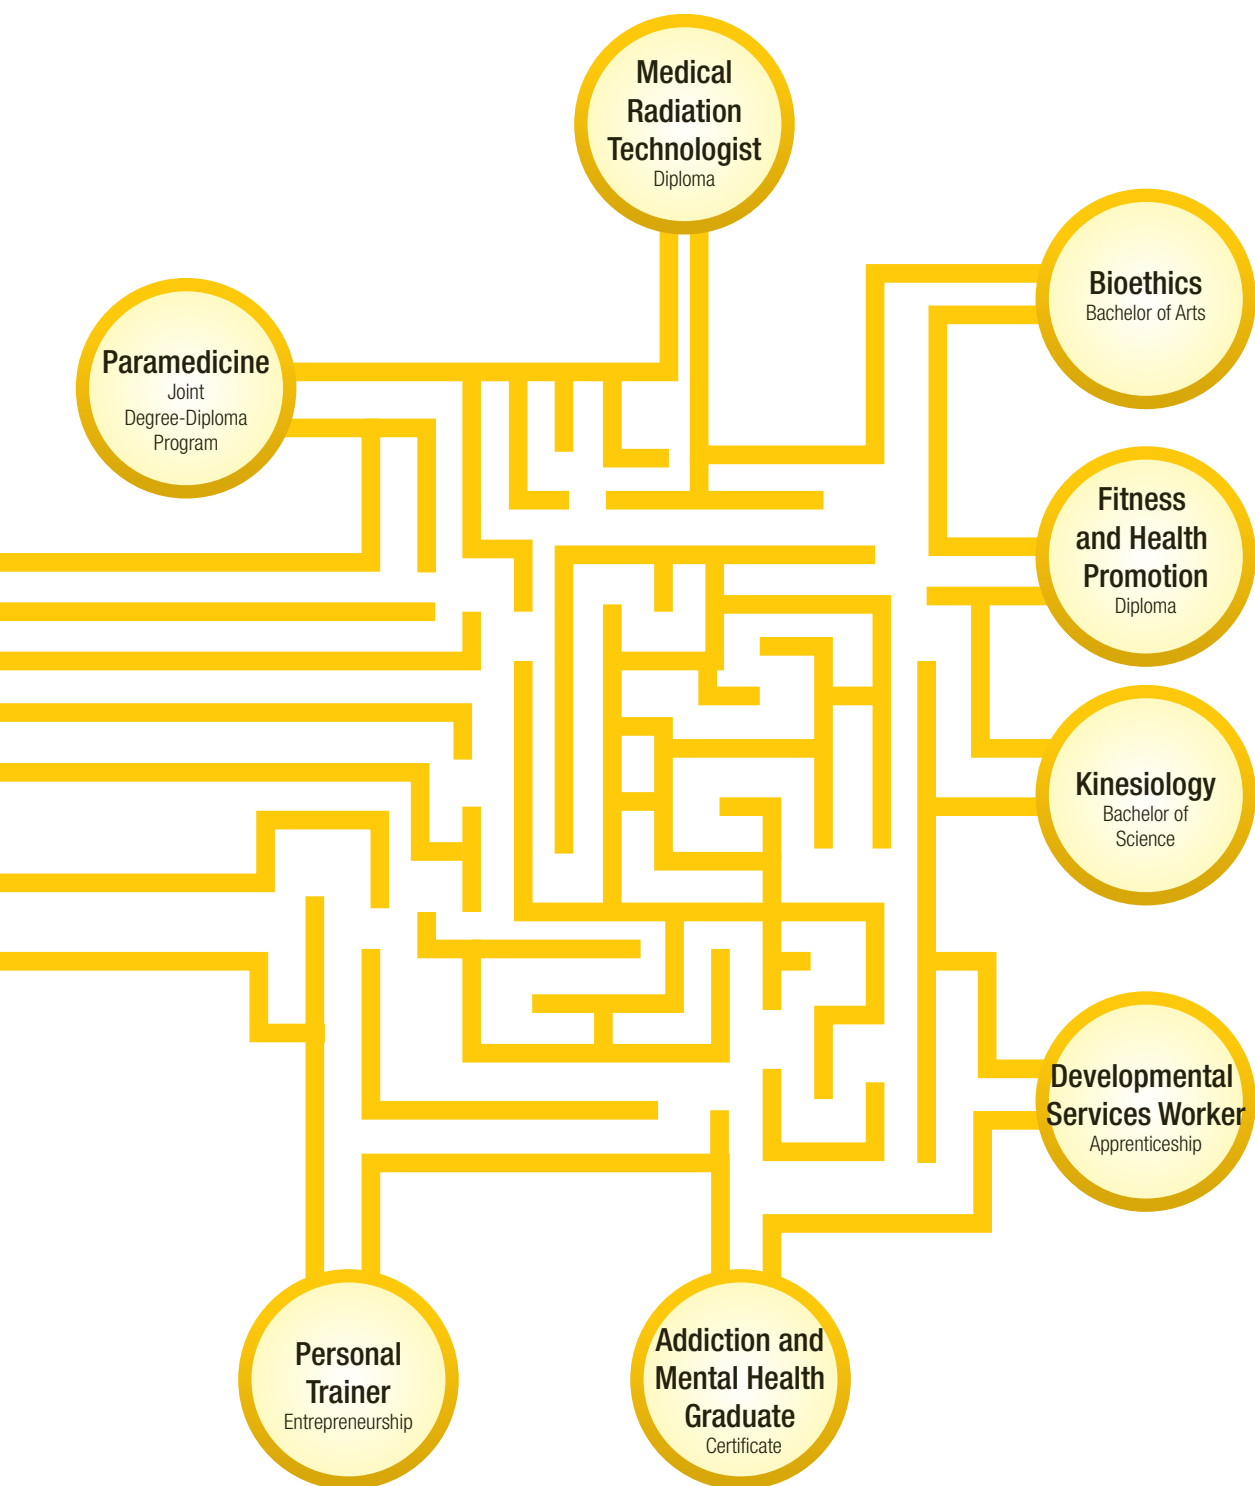 Medical
Radiation
Technologist
Diploma
Bioethics
Bachelor of Arts
Paramedicine
Joint
Degree-Diploma
Program
Fitness
and Health
Promotion
Diploma
Kinesiology
Bachelor of
Science
Developmental
Services Worker
Apprenticeship
Personal
Trainer
Entrepreneurship
Addiction and
Mental Health
Graduate
Certificate